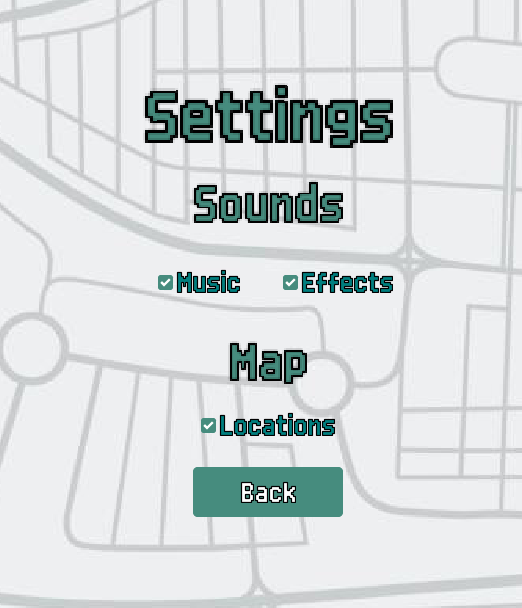 Settings
Sounds
Music Effects
Map
Locations
Back